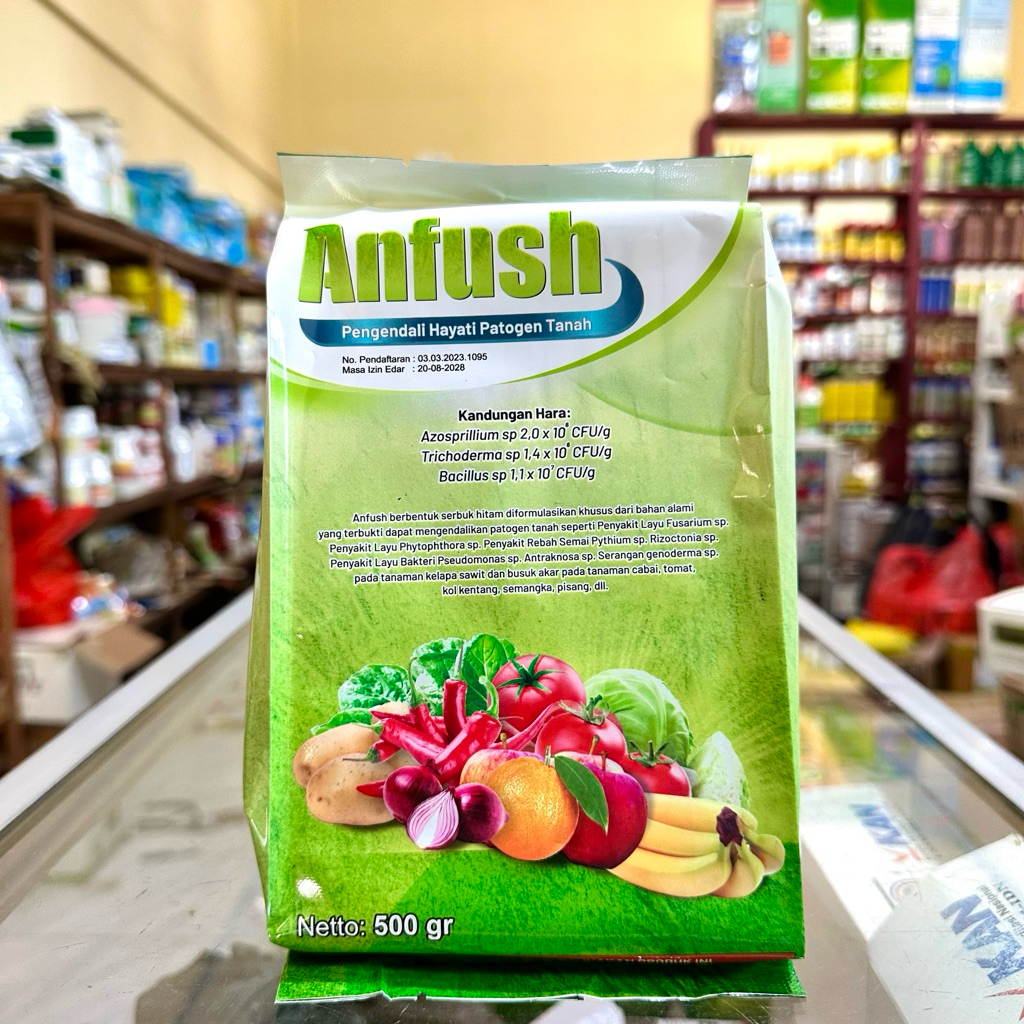 Anfush
Pengendali Hayati Patogen Tanah
No. Pendaftaran : 03.03.2023.1095
Masa Izin Edar : 20-08-2028
Kandungan Hara:
Azosprillium sp 2,0 x 10⁶ CFU/g
Trichoderma sp 1,4 x 10⁶ CFU/g
Bacillus sp 1,1 x 10⁷ CFU/g
Anfush berbentuk serbuk hitam diformulasikan khusus dari bahan alami
yang terbukti dapat mengendalikan patogen tanah seperti Penyakit Layu Fusarium sp.
Penyakit Layu Phytophthora sp. Penyakit Rebah Semai Pythium sp. Rizoctonia sp.
Penyakit Layu Bakteri Pseudomonas sp. Antraknosa sp. Serangan genoderma sp.
pada tanaman kelapa sawit dan busuk akar pada tanaman cabai, tomat,
kol kentang, semangka, pisang, dll.
Netto: 500 gr
KAN